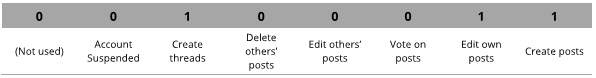 0 0 1 0 0 0 1 1
(Not used) Account Suspended Create threads Delete others' posts Edit others' posts Vote on posts Edit own posts Create posts